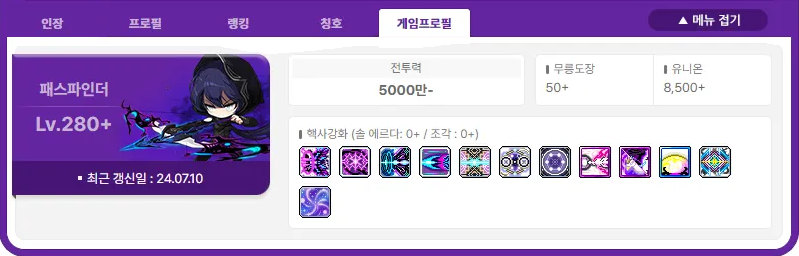 인장 프로필 랭킹 칭호 게임프로필 ▲ 메뉴 접기
패스파인더
Lv.280+
▪ 최근 갱신일 : 24.07.10
전투력
5000만-
무릉도장
50+
유니온
8,500+
핵사강화 (솔 에르다: 0+ / 조각 : 0+)